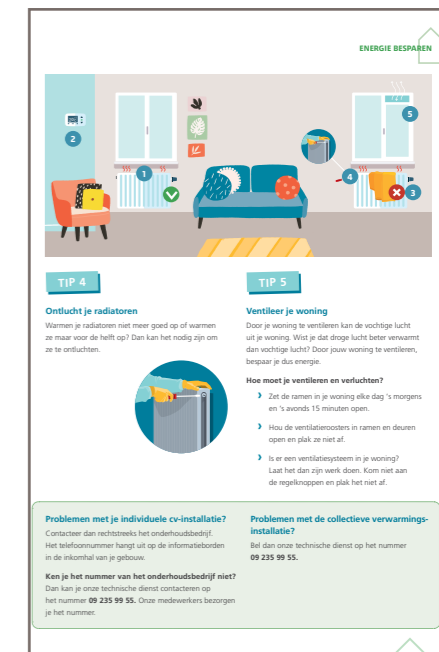 ENERGIE BESPAREN
5
2
1
4
3
TIP 4
Ontlucht je radiatoren
Warmen je radiatoren niet meer goed op of warmen
ze maar voor de helft op? Dan kan het nodig zijn om
ze te ontluchten.
TIP 5
Ventileer je woning
Door je woning te ventileren kan de vochtige lucht
uit je woning. Wist je dat droge lucht beter verwarmt
dan vochtige lucht? Door jouw woning te ventileren,
bespaar je dus energie.
Hoe moet je ventileren en verluchten?
› Zet de ramen in je woning elke dag 's morgens
en 's avonds 15 minuten open.
› Hou de ventilatieroosters in ramen en deuren
open en plak ze niet af.
› Is er een ventilatiesysteem in je woning?
Laat het dan zijn werk doen. Kom niet aan
de regelknoppen en plak het niet af.
Problemen met je individuele cv-installatie?
Contacteer dan rechtstreeks het onderhoudsbedrijf.
Het telefoonnummer hangt uit op de informatieborden
in de inkomhal van je gebouw.
Ken je het nummer van het onderhoudsbedrijf niet?
Dan kan je onze technische dienst contacteren op
het nummer 09 235 99 55. Onze medewerkers bezorgen
je het nummer.
Problemen met de collectieve verwarmings-
installatie?
Bel dan onze technische dienst op het nummer
09 235 99 55.